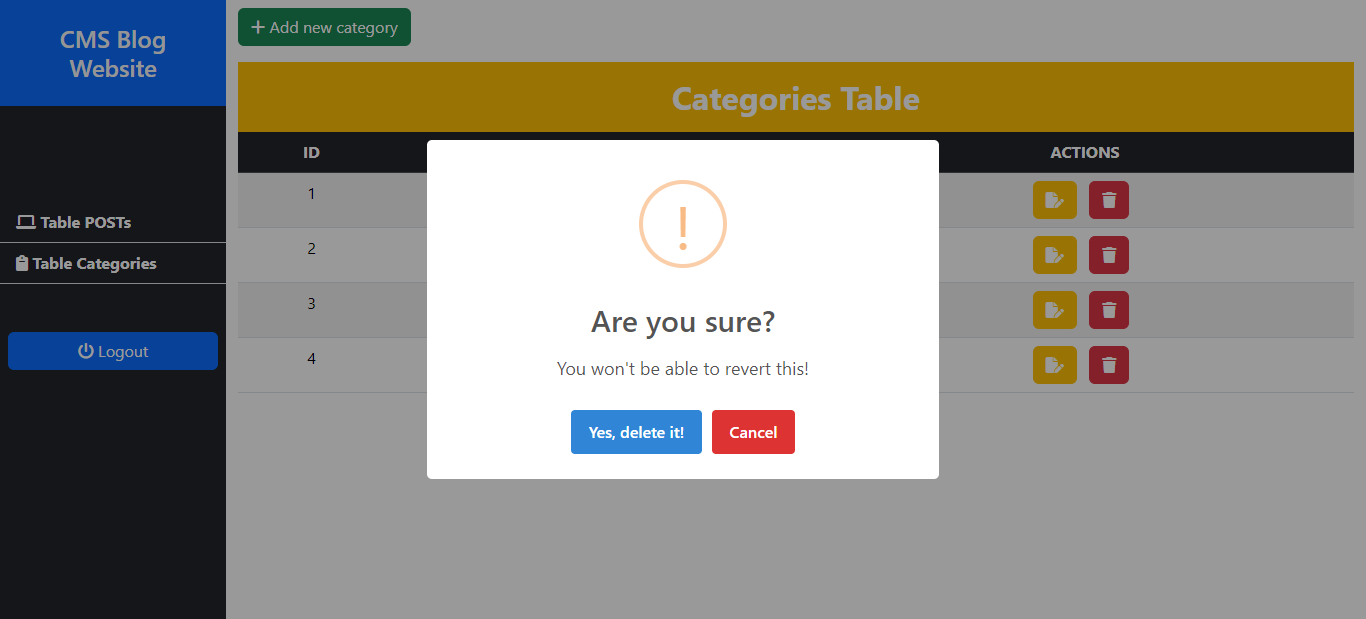 CMS Blog
Website
Table POSTs
Table Categories
Logout
Add new category
Categories Table
ID
ACTIONS
1
2
3
4
!
Are you sure?
You won't be able to revert this!
Yes, delete it!
Cancel